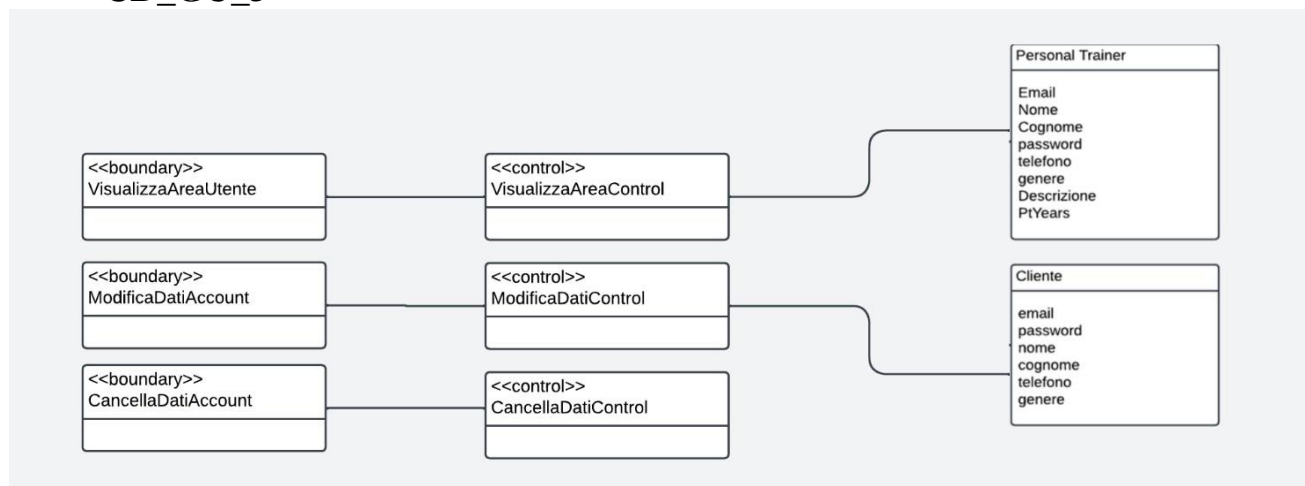 <<boundary>>
VisualizzaAreaUtente
<<control>>
VisualizzaAreaControl
Personal Trainer
Email
Nome
Cognome
password
telefono
genere
Descrizione
PtYears
<<boundary>>
ModificaDatiAccount
<<control>>
ModificaDatiControl
Cliente
email
password
nome
cognome
telefono
genere
<<boundary>>
CancellaDatiAccount
<<control>>
CancellaDatiControl